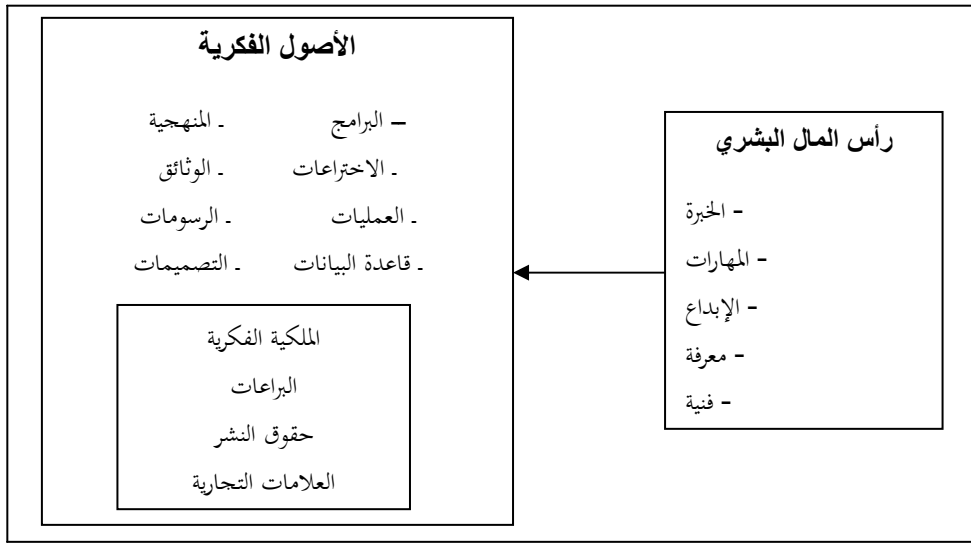 رأس المال البشري
- الخبرة
- المهارات
- الإبداع
- معرفة
- فنية
الأصول الفكرية
– البرامج ـ المنهجية
ـ الاختراعات ـ الوثائق
ـ العمليات ـ الرسومات
ـ قاعدة البيانات ـ التصميمات
الملكية الفكرية
البراعات
حقوق النشر
العلامات التجارية